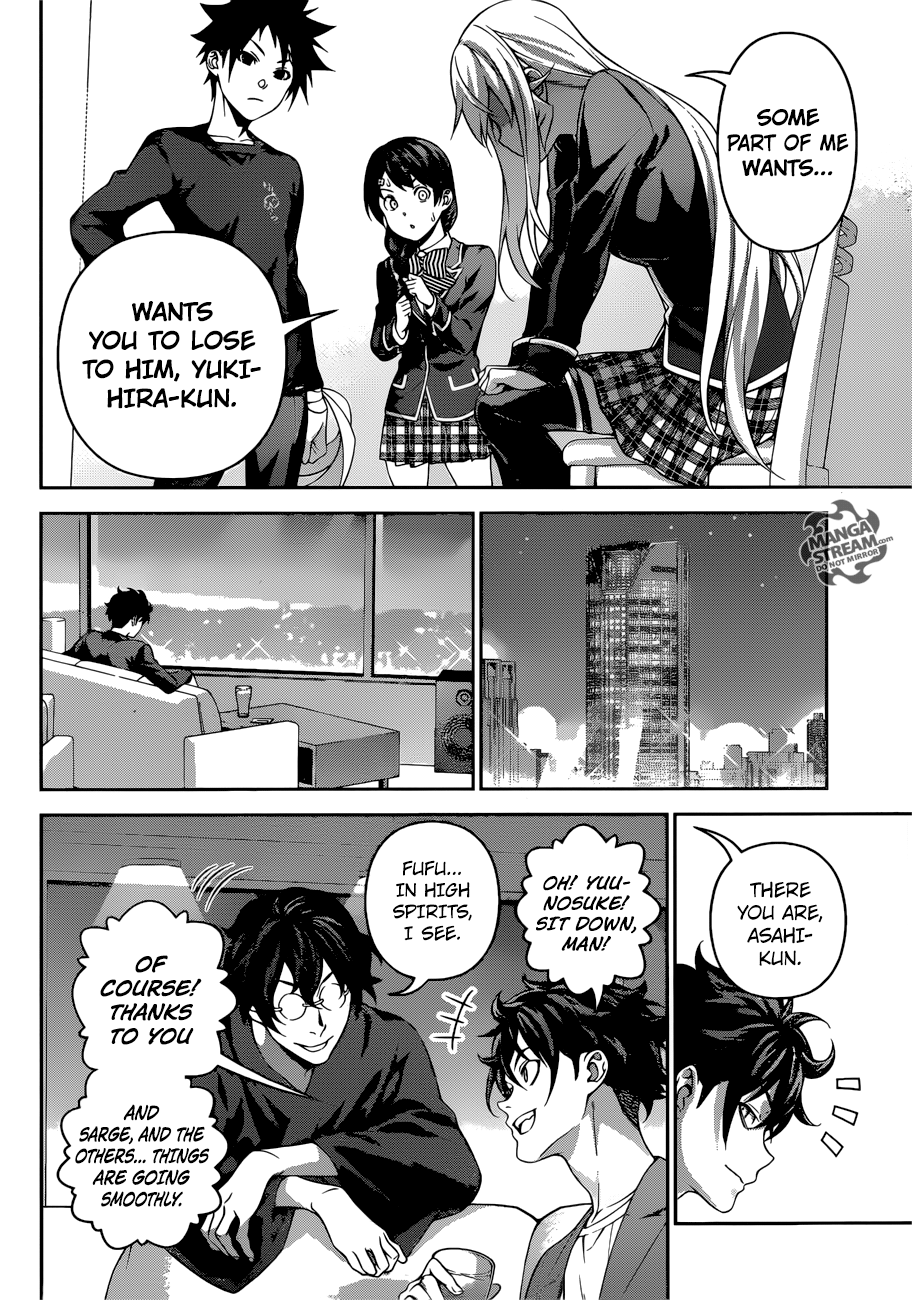 SOME
PART OF ME
WANTS...
WANTS
YOU TO LOSE
TO HIM, YUKI-
HIRA-KUN.
MANGA
STREAM.com
DO NOT MIRROR
THERE
YOU ARE,
ASAHI-
KUN.
OH! YUU-
NOSUKE!
SIT DOWN,
MAN!
FUFU...
IN HIGH
SPIRITS,
I SEE.
OF
COURSE!
THANKS
TO YOU
AND
SARGE, AND THE
OTHERS... THINGS
ARE GOING
SMOOTHLY.